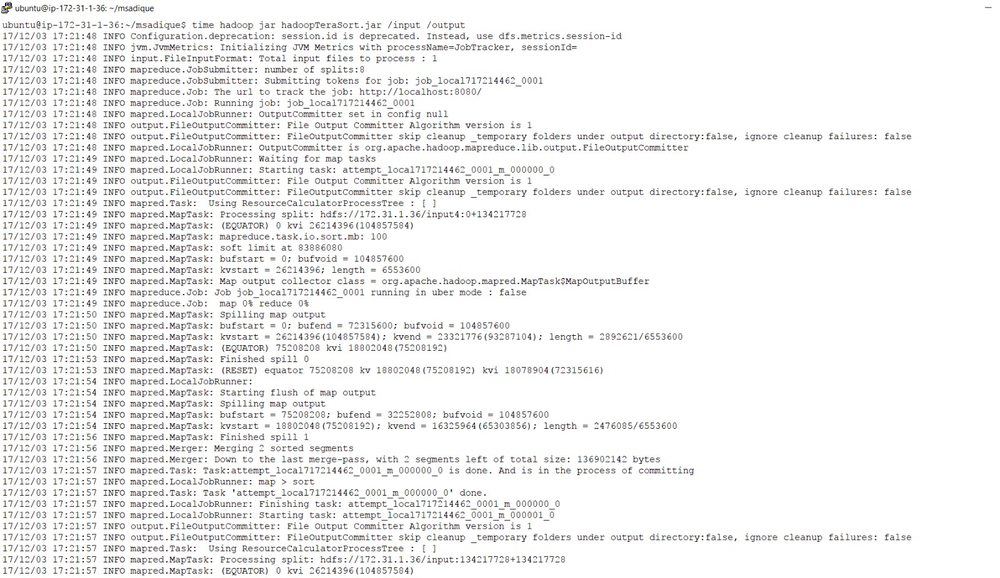 ubuntu@ip-172-31-1-36: ~/msadique
ubuntu@ip-172-31-1-36:~/msadique$ time hadoop jar hadoopTeraSort.jar /input /output
17/12/03 17:21:48 INFO Configuration.deprecation: session.id is deprecated. Instead, use dfs.metrics.session-id
17/12/03 17:21:48 INFO jvm.JvmMetrics: Initializing JVM Metrics with processName=JobTracker, sessionId=
17/12/03 17:21:48 INFO input.FileInputFormat: Total input files to process : 1
17/12/03 17:21:48 INFO mapreduce.JobSubmitter: number of splits:8
17/12/03 17:21:48 INFO mapreduce.JobSubmitter: Submitting tokens for job: job_local717214462_0001
17/12/03 17:21:48 INFO mapreduce.Job: The url to track the job: http://localhost:8080/
17/12/03 17:21:48 INFO mapreduce.Job: Running job: job_local717214462_0001
17/12/03 17:21:48 INFO mapred.LocalJobRunner: OutputCommitter set in config null
17/12/03 17:21:48 INFO output.FileOutputCommitter: File Output Committer Algorithm version is 1
17/12/03 17:21:48 INFO output.FileOutputCommitter: FileOutputCommitter skip cleanup _temporary folders under output directory:false, ignore cleanup failures: false
17/12/03 17:21:48 INFO mapred.LocalJobRunner: OutputCommitter is org.apache.hadoop.mapreduce.lib.output.FileOutputCommitter
17/12/03 17:21:48 INFO mapred.LocalJobRunner: Waiting for map tasks
17/12/03 17:21:49 INFO mapred.LocalJobRunner: Starting task: attempt_local717214462_0001_m_000000_0
17/12/03 17:21:49 INFO output.FileOutputCommitter: File Output Committer Algorithm version is 1
17/12/03 17:21:49 INFO output.FileOutputCommitter: FileOutputCommitter skip cleanup _temporary folders under output directory:false, ignore cleanup failures: false
17/12/03 17:21:49 INFO mapred.Task:  Using ResourceCalculatorProcessTree : [ ]
17/12/03 17:21:49 INFO mapred.MapTask: Processing split: hdfs://172.31.1.36/input4:0+134217728
17/12/03 17:21:49 INFO mapred.MapTask: (EQUATOR) 0 kvi 26214396(104857584)
17/12/03 17:21:49 INFO mapred.MapTask: mapreduce.task.io.sort.mb: 100
17/12/03 17:21:49 INFO mapred.MapTask: soft limit at 83886080
17/12/03 17:21:49 INFO mapred.MapTask: bufstart = 0; bufvoid = 104857600
17/12/03 17:21:49 INFO mapred.MapTask: kvstart = 26214396; length = 6553600
17/12/03 17:21:49 INFO mapred.MapTask: Map output collector class = org.apache.hadoop.mapred.MapTask$MapOutputBuffer
17/12/03 17:21:49 INFO mapreduce.Job: Job job_local717214462_0001 running in uber mode : false
17/12/03 17:21:49 INFO mapreduce.Job:  map 0% reduce 0%
17/12/03 17:21:50 INFO mapred.MapTask: Spilling map output
17/12/03 17:21:50 INFO mapred.MapTask: bufstart = 0; bufend = 72315600; bufvoid = 104857600
17/12/03 17:21:50 INFO mapred.MapTask: kvstart = 26214396(104857584); kvend = 23321776(93287104); length = 2892621/6553600
17/12/03 17:21:50 INFO mapred.MapTask: (EQUATOR) 75208208 kvi 18802048(75208192)
17/12/03 17:21:53 INFO mapred.MapTask: Finished spill 0
17/12/03 17:21:53 INFO mapred.MapTask: (RESET) equator 75208208 kv 18802048(75208192) kvi 18078904(72315616)
17/12/03 17:21:54 INFO mapred.LocalJobRunner:
17/12/03 17:21:54 INFO mapred.MapTask: Starting flush of map output
17/12/03 17:21:54 INFO mapred.MapTask: Spilling map output
17/12/03 17:21:54 INFO mapred.MapTask: bufstart = 75208208; bufend = 32252808; bufvoid = 104857600
17/12/03 17:21:54 INFO mapred.MapTask: kvstart = 18802048(75208192); kvend = 16325964(65303856); length = 2476085/6553600
17/12/03 17:21:56 INFO mapred.MapTask: Finished spill 1
17/12/03 17:21:56 INFO mapred.Merger: Merging 2 sorted segments
17/12/03 17:21:56 INFO mapred.Merger: Down to the last merge-pass, with 2 segments left of total size: 136902142 bytes
17/12/03 17:21:57 INFO mapred.Task: Task:attempt_local717214462_0001_m_000000_0 is done. And is in the process of committing
17/12/03 17:21:57 INFO mapred.LocalJobRunner: map > sort
17/12/03 17:21:57 INFO mapred.Task: Task 'attempt_local717214462_0001_m_000000_0' done.
17/12/03 17:21:57 INFO mapred.LocalJobRunner: Finishing task: attempt_local717214462_0001_m_000000_0
17/12/03 17:21:57 INFO mapred.LocalJobRunner: Starting task: attempt_local717214462_0001_m_000001_0
17/12/03 17:21:57 INFO output.FileOutputCommitter: File Output Committer Algorithm version is 1
17/12/03 17:21:57 INFO output.FileOutputCommitter: FileOutputCommitter skip cleanup _temporary folders under output directory:false, ignore cleanup failures: false
17/12/03 17:21:57 INFO mapred.Task:  Using ResourceCalculatorProcessTree : [ ]
17/12/03 17:21:57 INFO mapred.MapTask: Processing split: hdfs://172.31.1.36/input:134217728+134217728
17/12/03 17:21:57 INFO mapred.MapTask: (EQUATOR) 0 kvi 26214396(104857584)